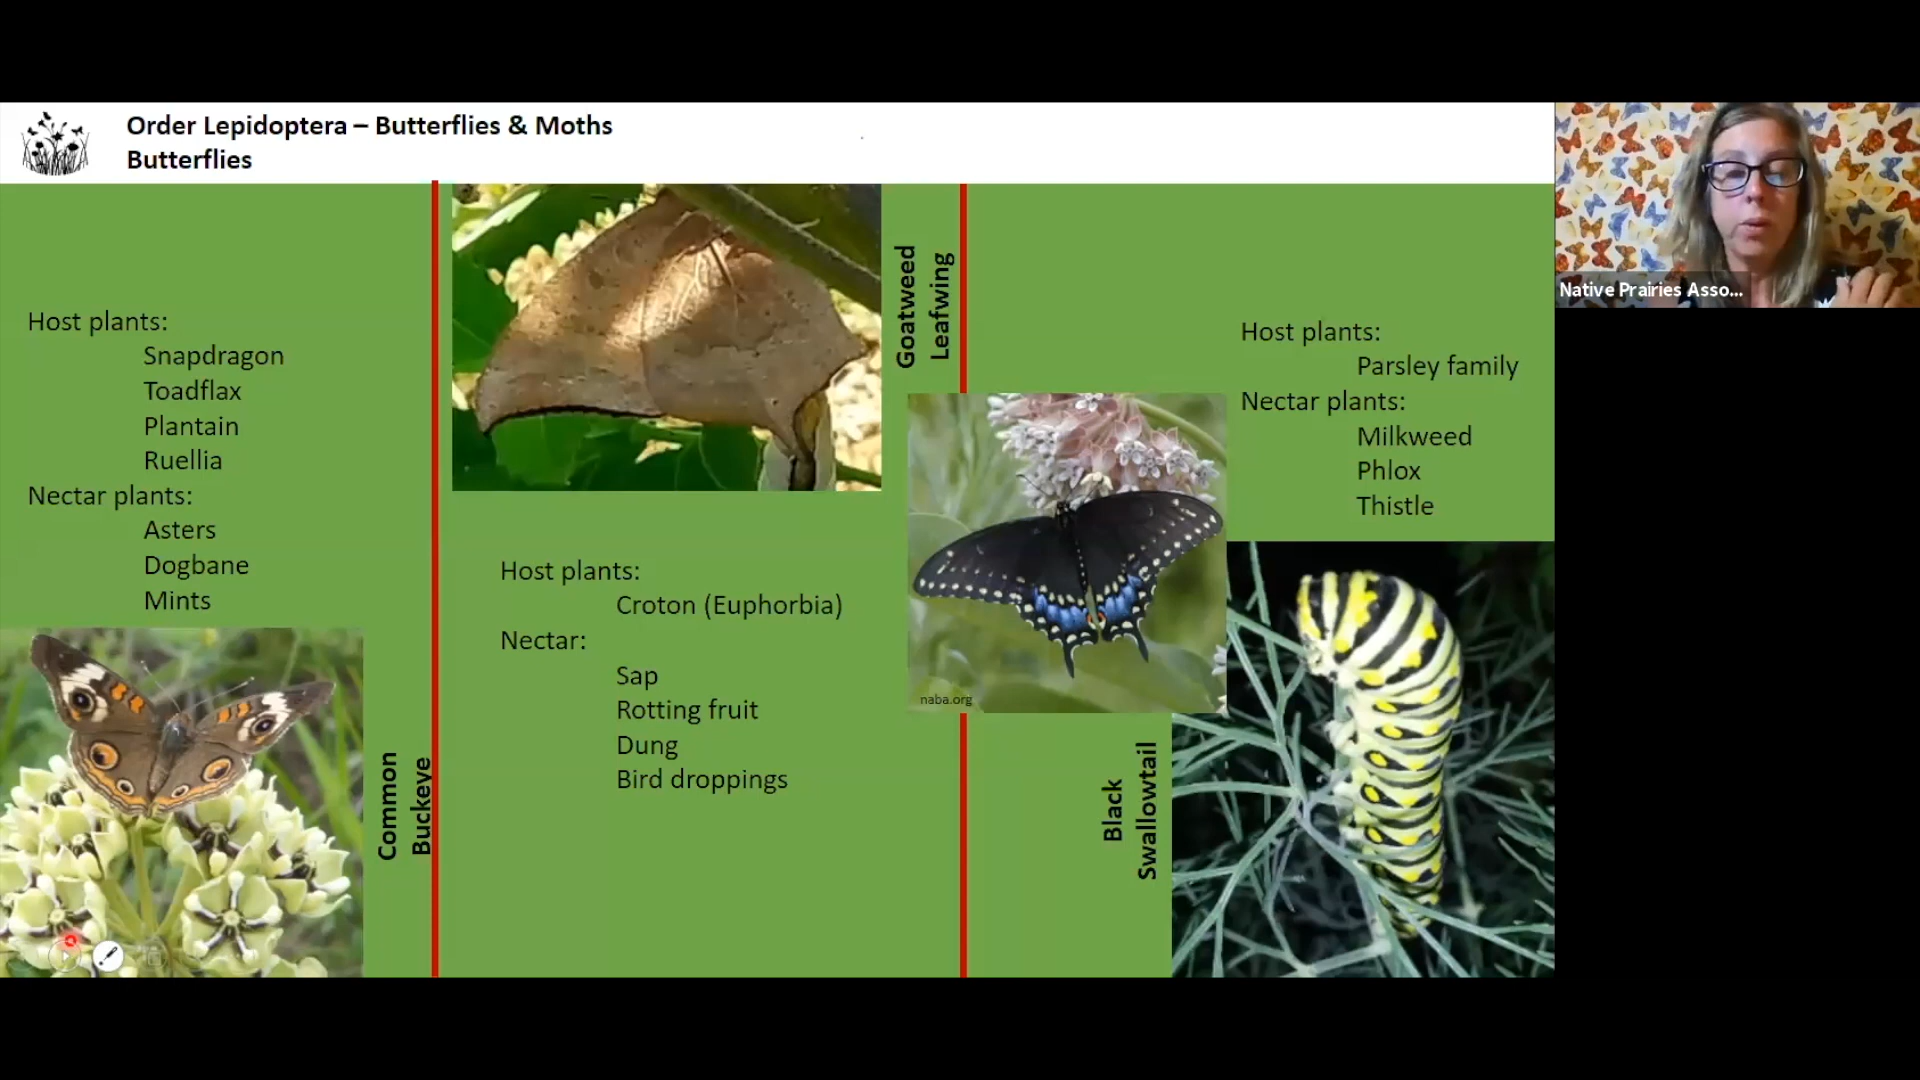 Order Lepidoptera – Butterflies & Moths
Butterflies
Host plants:
Snapdragon
Toadflax
Plantain
Ruellia
Nectar plants:
Asters
Dogbane
Mints
Common
Buckeye
Goatweed
Leafwing
Host plants:
Croton (Euphorbia)
Nectar:
Sap
Rotting fruit
Dung
Bird droppings
Host plants:
Parsley family
Nectar plants:
Milkweed
Phlox
Thistle
naba.org
Black
Swallowtail
Native Prairies Asso...